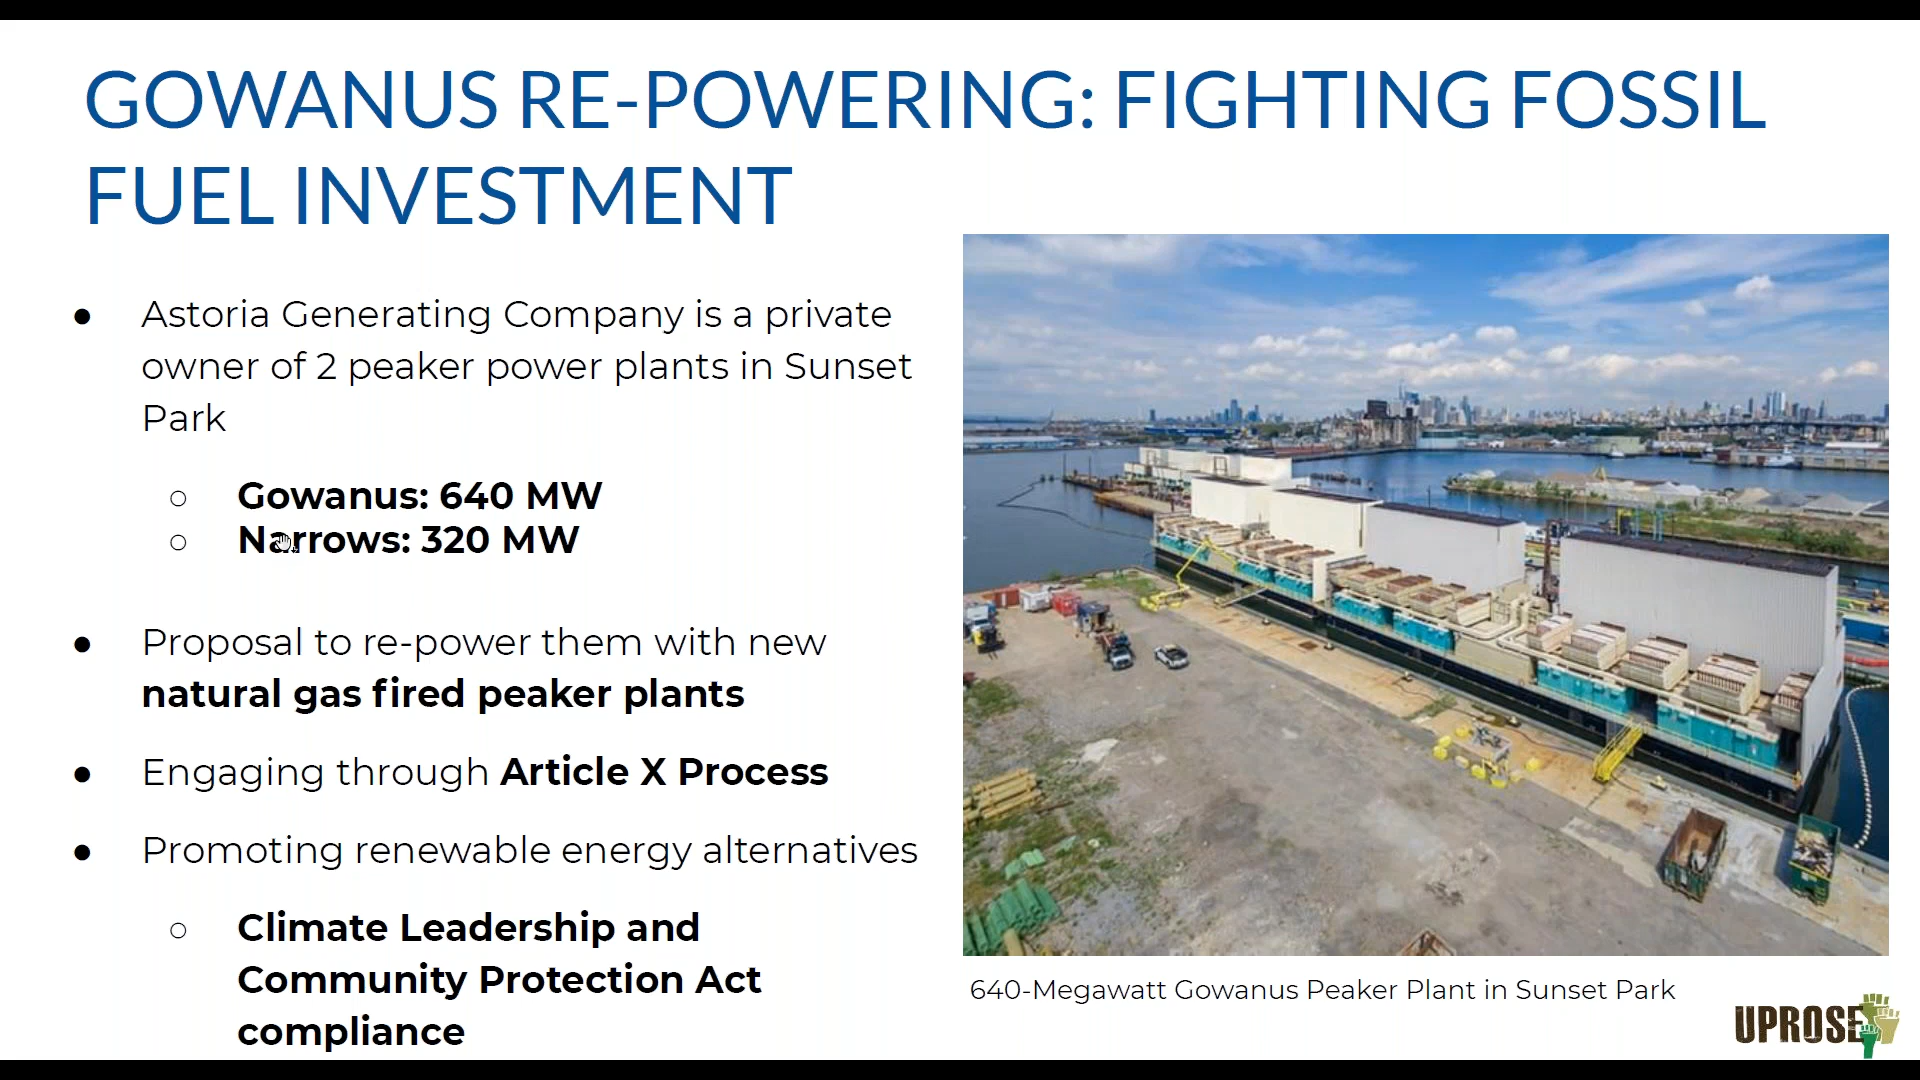 GOWANUS RE-POWERING: FIGHTING FOSSIL
FUEL INVESTMENT
● Astoria Generating Company is a private
owner of 2 peaker power plants in Sunset
Park
○ Gowanus: 640 MW
○ Narrows: 320 MW
● Proposal to re-power them with new
natural gas fired peaker plants
● Engaging through Article X Process
● Promoting renewable energy alternatives
○ Climate Leadership and
Community Protection Act
compliance
640-Megawatt Gowanus Peaker Plant in Sunset Park
UPROSE